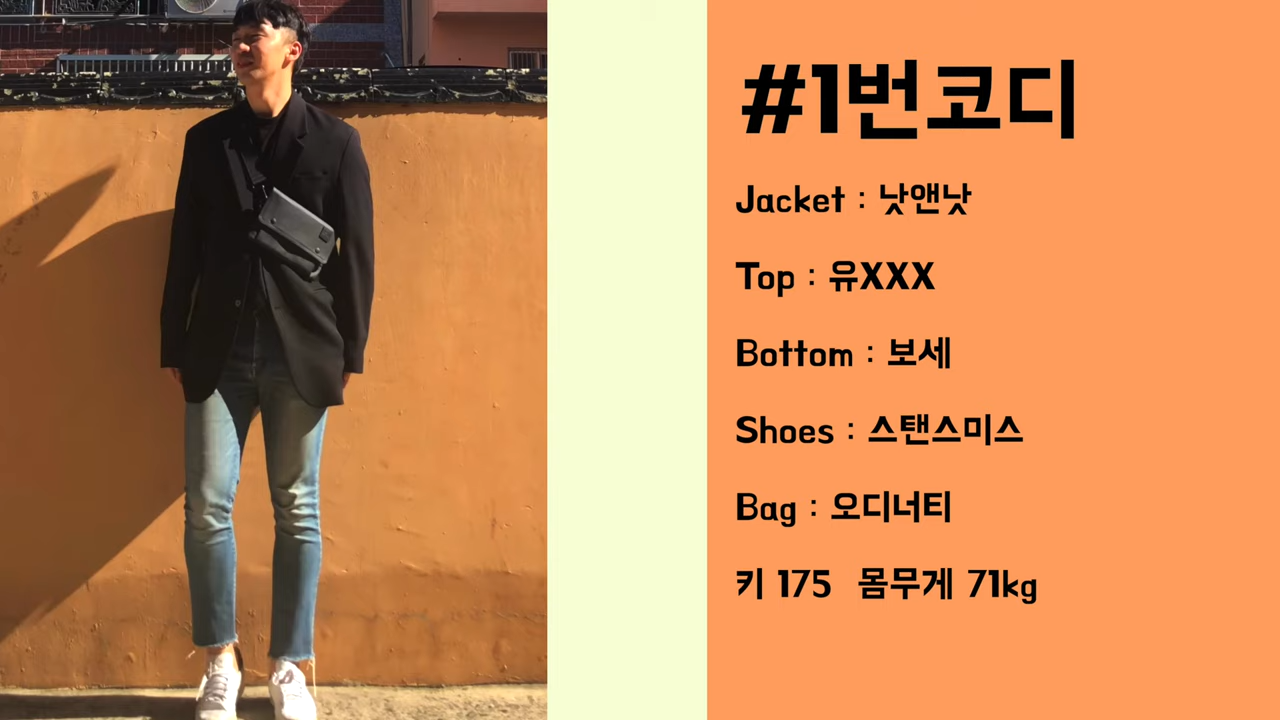 #1번코디
Jacket : 낫앤낫
Top : 유XXX
Bottom : 보세
Shoes : 스탠스미스
Bag : 오디너티
키 175 몸무게 71kg